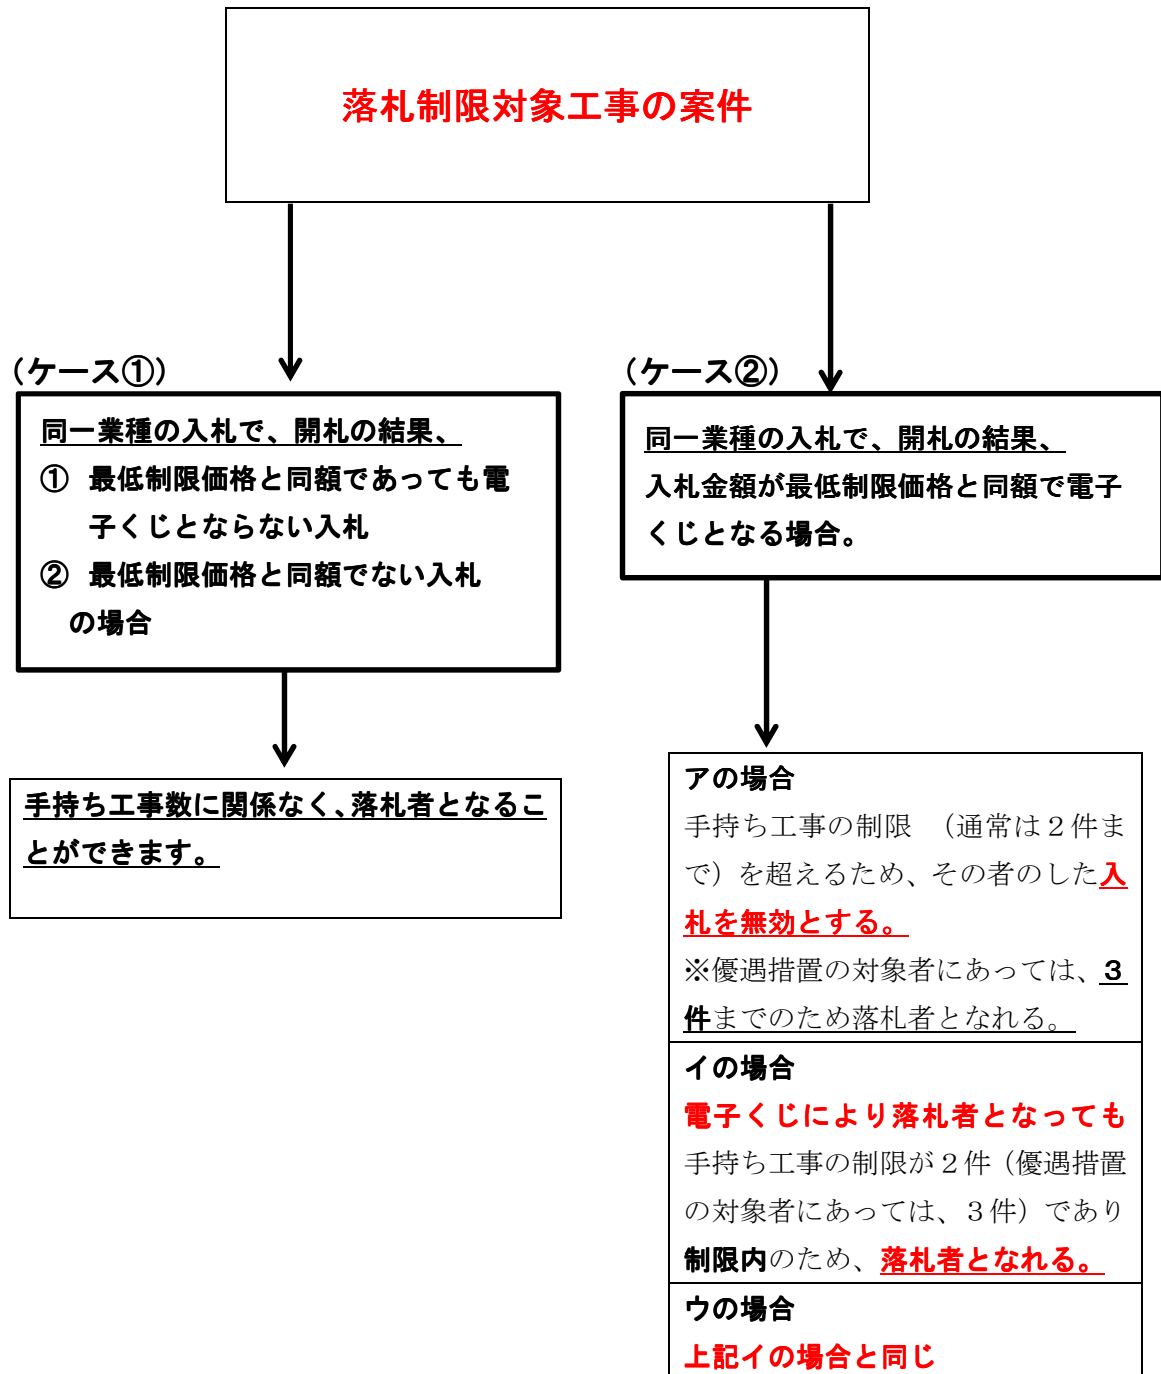 落札制限対象工事の案件
(ケース①)
同一業種の入札で、開札の結果、
① 最低制限価格と同額であっても電
子くじとならない入札
② 最低制限価格と同額でない入札
の場合
手持ち工事数に関係なく、落札者となるこ
とができます。
(ケース②)
同一業種の入札で、開札の結果、
入札金額が最低制限価格と同額で電子
くじとなる場合。
アの場合
手持ち工事の制限 （通常は２件ま
で）を超えるため、その者のした入
札を無効とする。
※優遇措置の対象者にあっては、３
件までのため落札者となれる。
イの場合
電子くじにより落札者となっても
手持ち工事の制限が２件（優遇措置
の対象者にあっては、３件）であり
制限内のため、落札者となれる。
ウの場合
上記イの場合と同じ